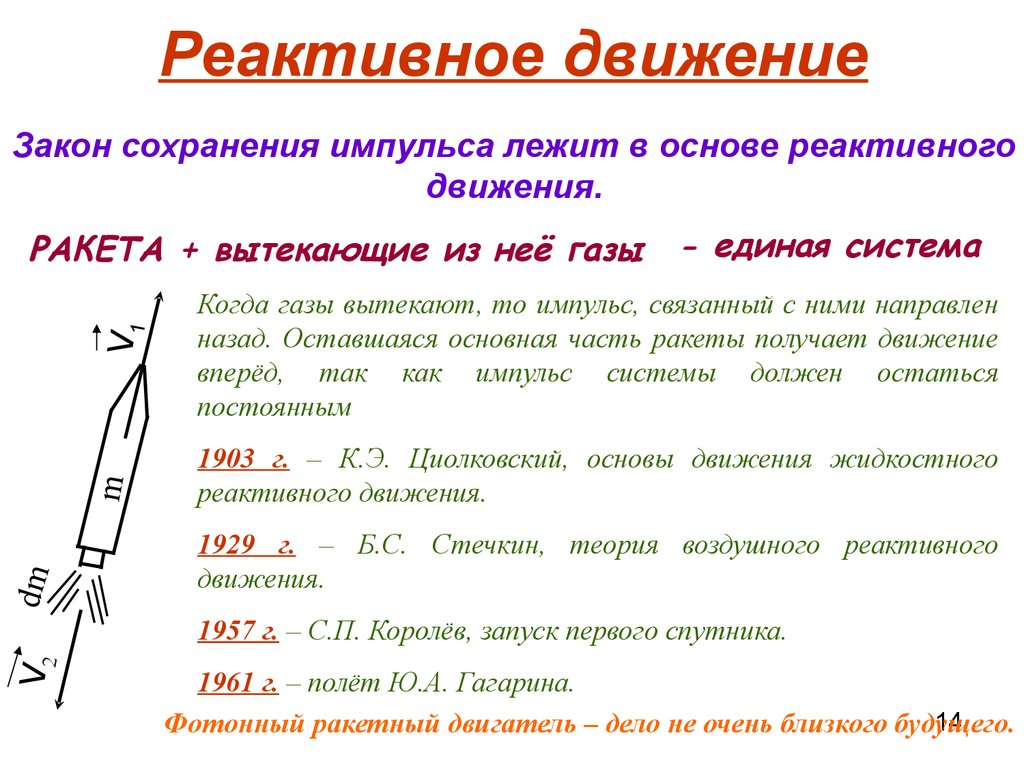 Реактивное движение
Закон сохранения импульса лежит в основе реактивного
движения.
РАКЕТА + вытекающие из неё газы - единая система
Когда газы вытекают, то импульс, связанный с ними направлен
назад. Оставшаяся основная часть ракеты получает движение
вперёд, так как импульс системы должен остаться
постоянным
1903 г. – К.Э. Циолковский, основы движения жидкостного
реактивного движения.
1929 г. – Б.С. Стечкин, теория воздушного реактивного
движения.
1957 г. – С.П. Королёв, запуск первого спутника.
1961 г. – полёт Ю.А. Гагарина.
Фотонный ракетный двигатель – дело не очень близкого будущего.
14
V1
m
dm
V2